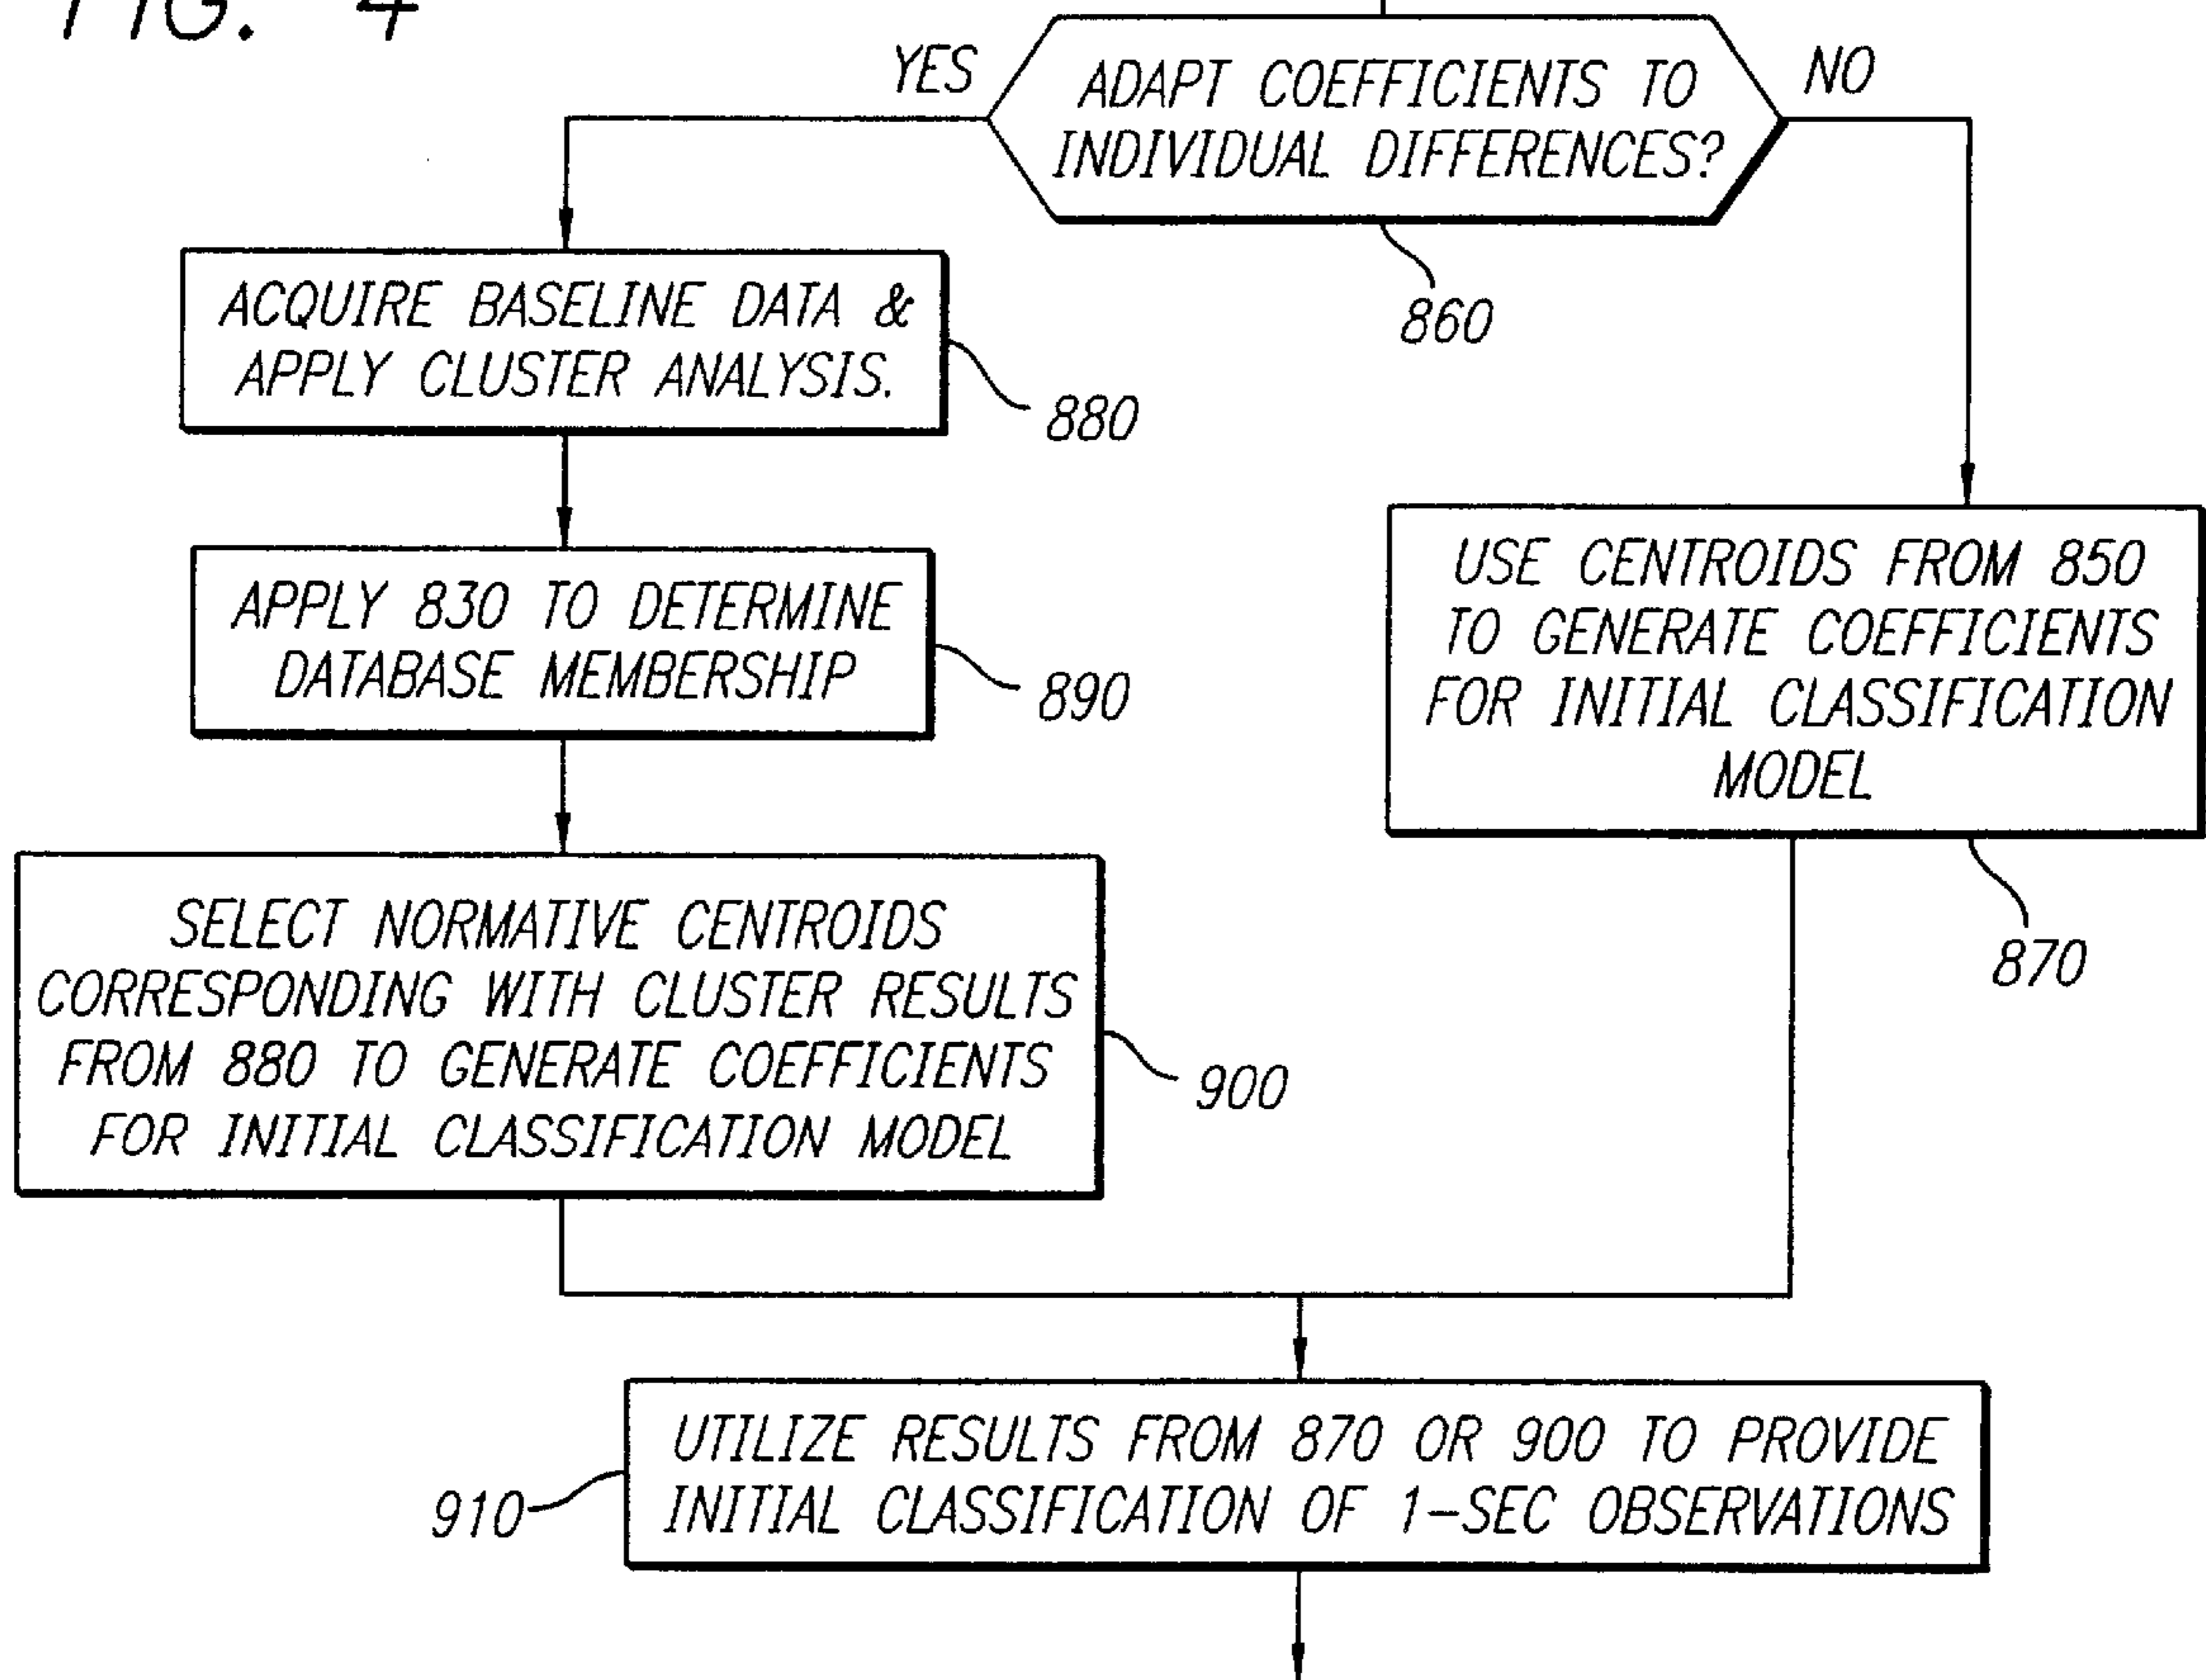 FIG. 4
YES
ADAPT COEFFICIENTS TO
INDIVIDUAL DIFFERENCES?
NO
860
ACQUIRE BASELINE DATA &
APPLY CLUSTER ANALYSIS.
880
APPLY 830 TO DETERMINE
DATABASE MEMBERSHIP
890
USE CENTROIDS FROM 850
TO GENERATE COEFFICIENTS
FOR INITIAL CLASSIFICATION
MODEL
870
SELECT NORMATIVE CENTROIDS
CORRESPONDING WITH CLUSTER RESULTS
FROM 880 TO GENERATE COEFFICIENTS
FOR INITIAL CLASSIFICATION MODEL
900
UTILIZE RESULTS FROM 870 OR 900 TO PROVIDE
INITIAL CLASSIFICATION OF 1-SEC OBSERVATIONS
910